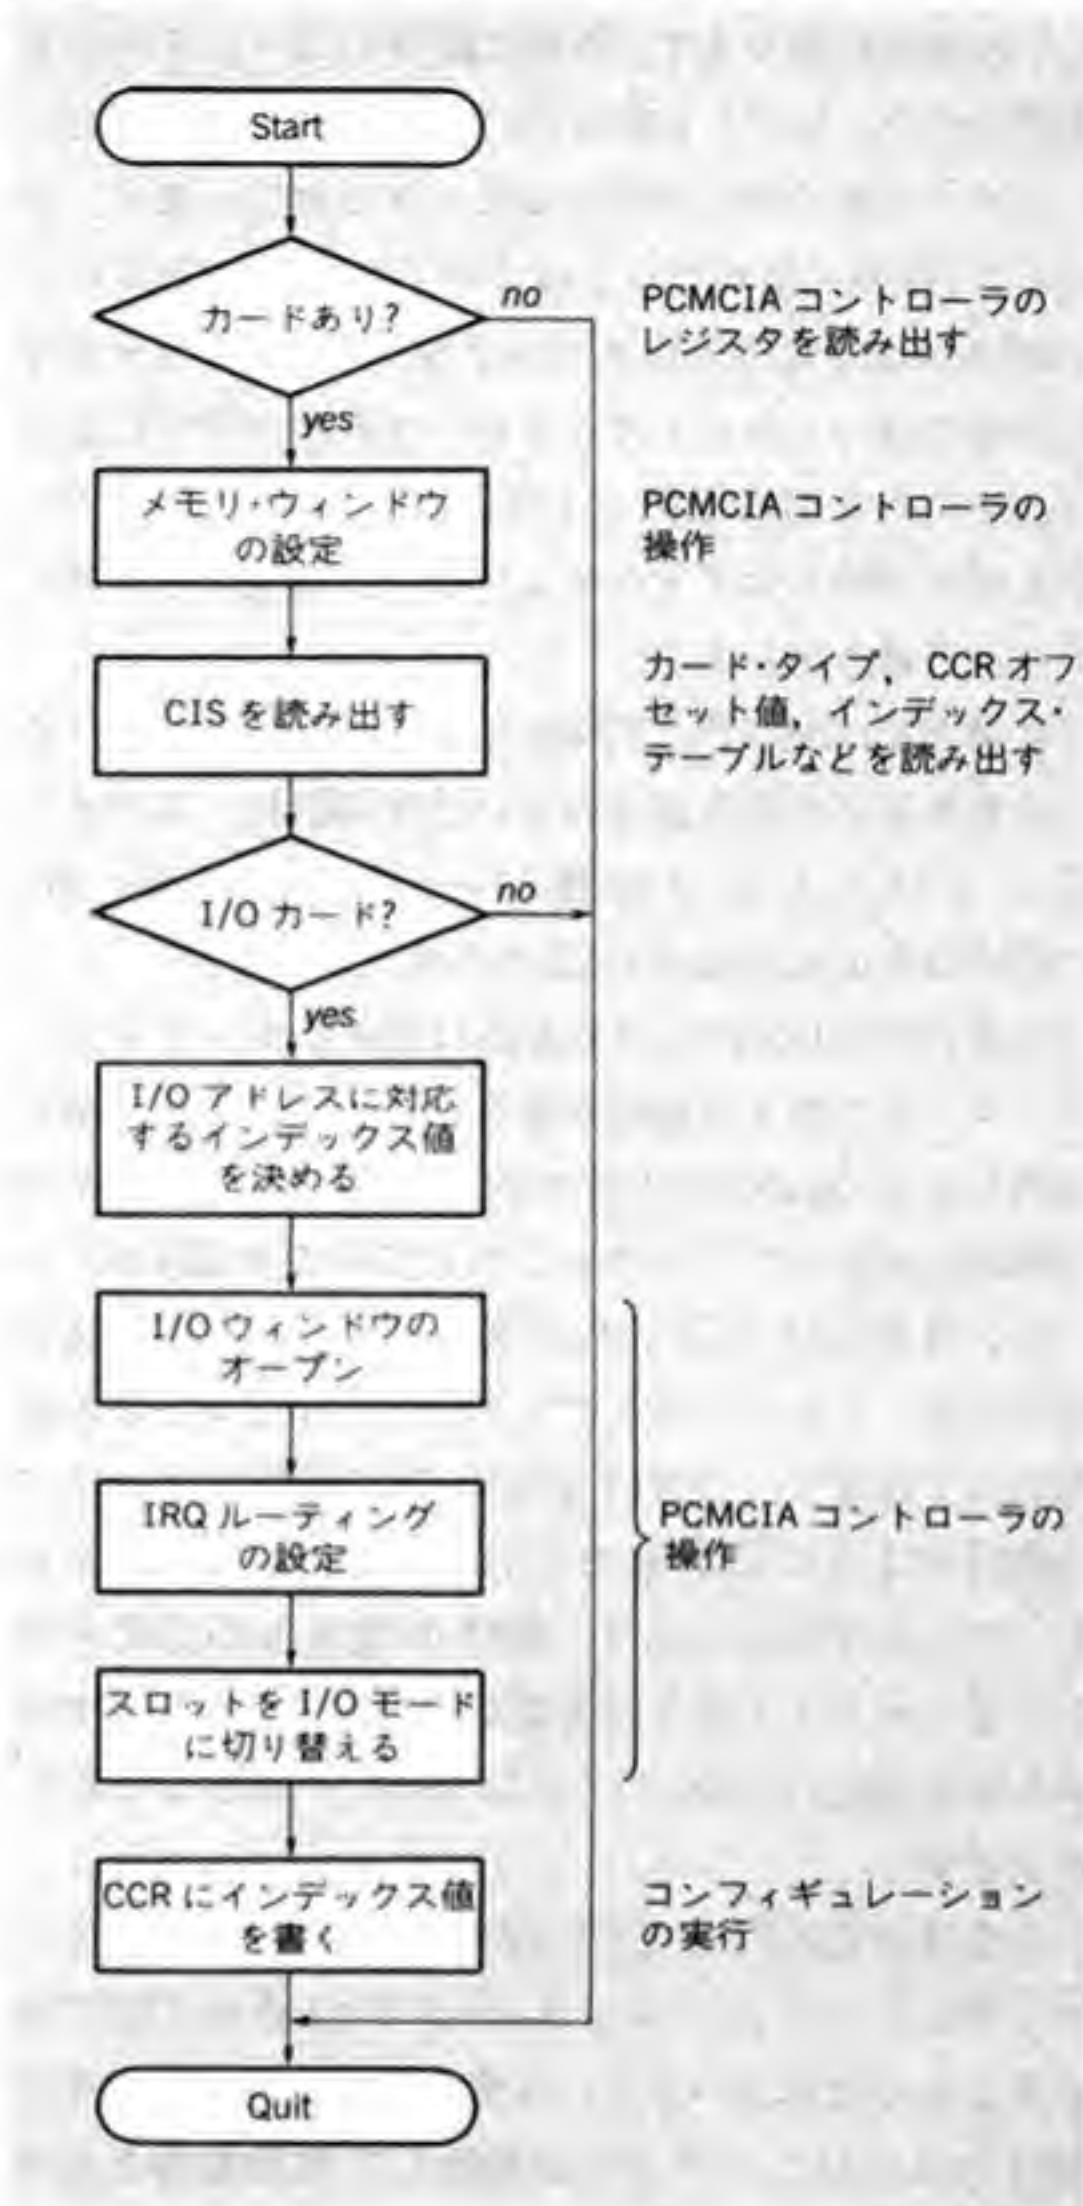 Start
カードあり?
no
PCMCIA コントローラの
レジスタを読み出す
yes
メモリ・ウィンドウ
の設定
PCMCIA コントローラの
操作
CIS を読み出す
カード・タイプ, CCR オフ
セット値, インデックス・
テーブルなどを読み出す
I/O カード?
no
yes
I/O アドレスに対応
するインデックス値
を決める
I/O ウィンドウの
オープン
IRQ ルーティング
の設定
PCMCIA コントローラの
操作
スロットを I/O モード
に切り替える
CCR にインデックス値
を書く
コンフィギュレーション
の実行
Quit